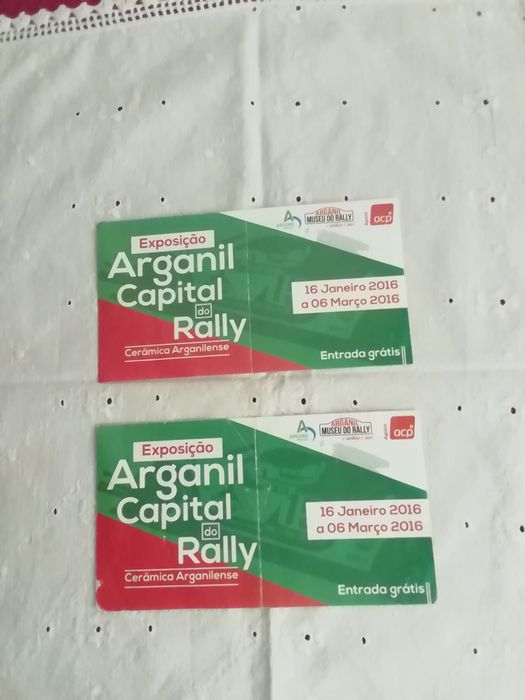 Exposição
Arganil
Capital
do
Rally
Cerâmica Arganilense
ARGANIL
MUSEU DO RALLY
Apoio
acp
16 Janeiro 2016
a 06 Março 2016
Entrada grátis
Exposição
Arganil
Capital
do
Rally
Cerâmica Arganilense
ARGANIL
MUSEU DO RALLY
Apoio
acp
16 Janeiro 2016
a 06 Março 2016
Entrada grátis